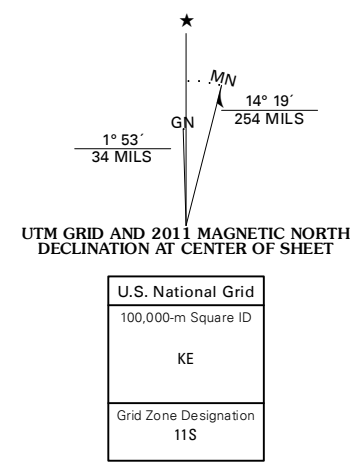 ★
MN
GN
14° 19´
254 MILS
1° 53´
34 MILS
UTM GRID AND 2011 MAGNETIC NORTH
DECLINATION AT CENTER OF SHEET
U.S. National Grid
100,000-m Square ID
KE
Grid Zone Designation
11S